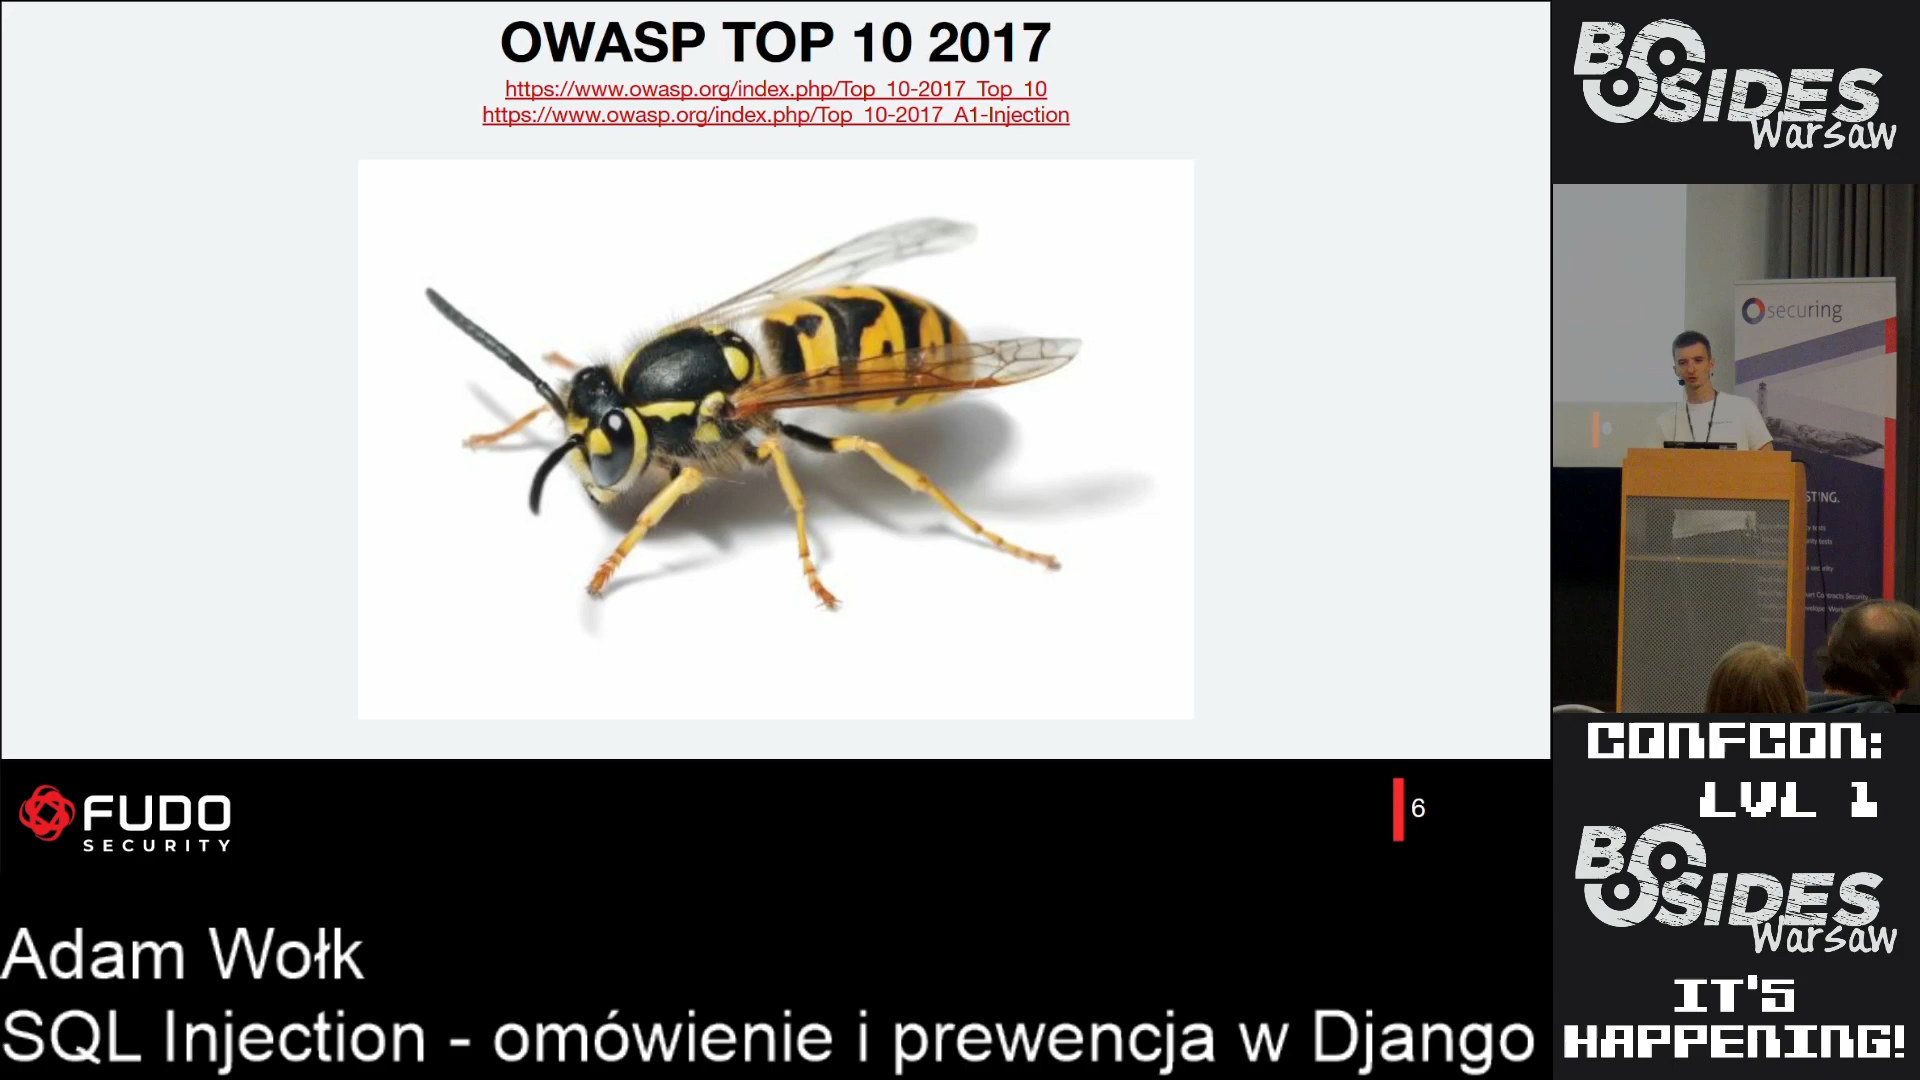 OWASP TOP 10 2017
https://www.owasp.org/index.php/Top_10-2017_Top_10
https://www.owasp.org/index.php/Top_10-2017_A1-Injection
FUDO
SECURITY
6
Adam Wołk
SQL Injection - omówienie i prewencja w Django
BSIDES
Warsaw
securing
CONFCON:
LVL 1
BSIDES
Warsaw
IT'S
HAPPENING!